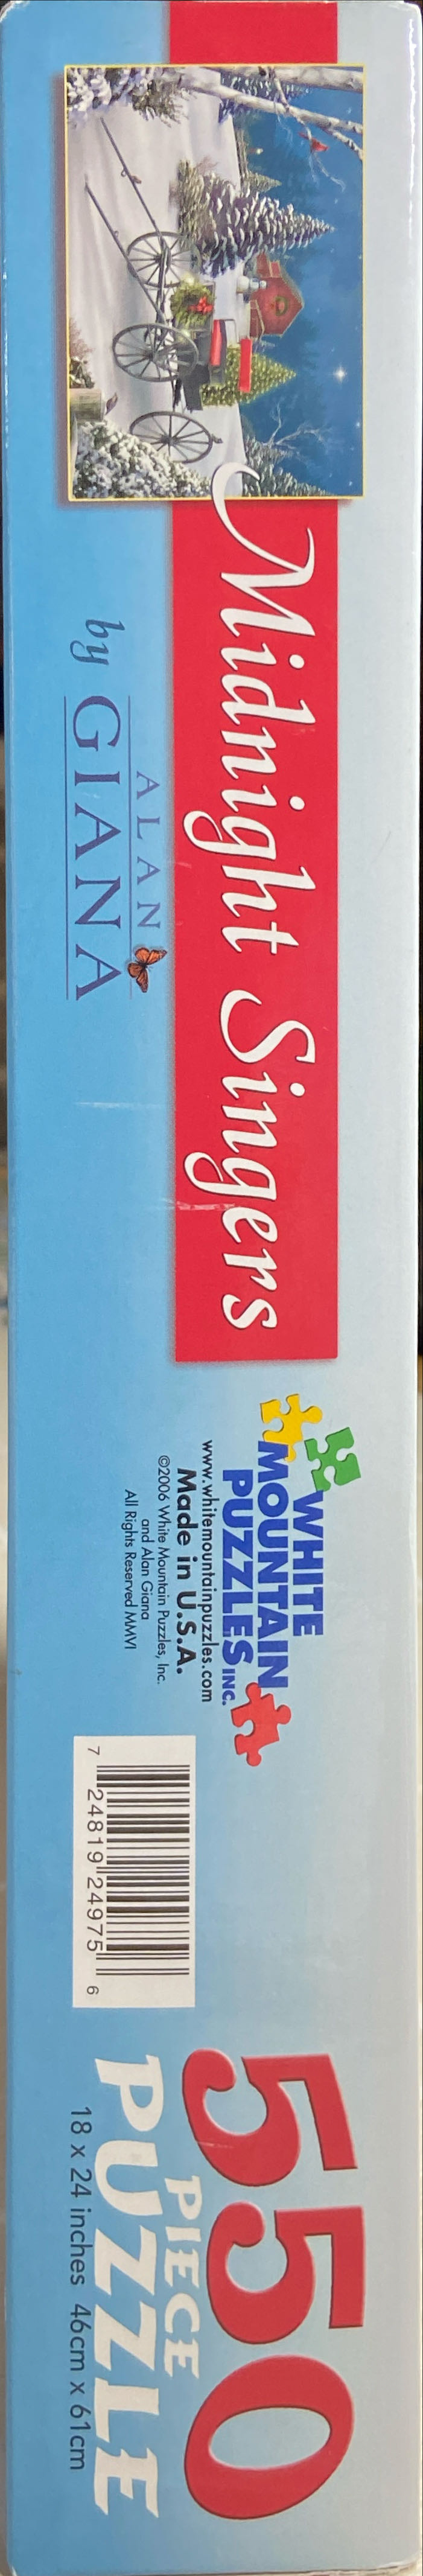 Midnight Singers
by ALAN
GIANA
WHITE
MOUNTAIN
PUZZLES INC.
www.whitemountainpuzzles.com
Made in U.S.A.
©2006 White Mountain Puzzles, Inc.
and Alan Giana
All Rights Reserved MMVI
7 24819 24975 6
550
PIECE
PUZZLE
18 x 24 inches 46cm x 61cm